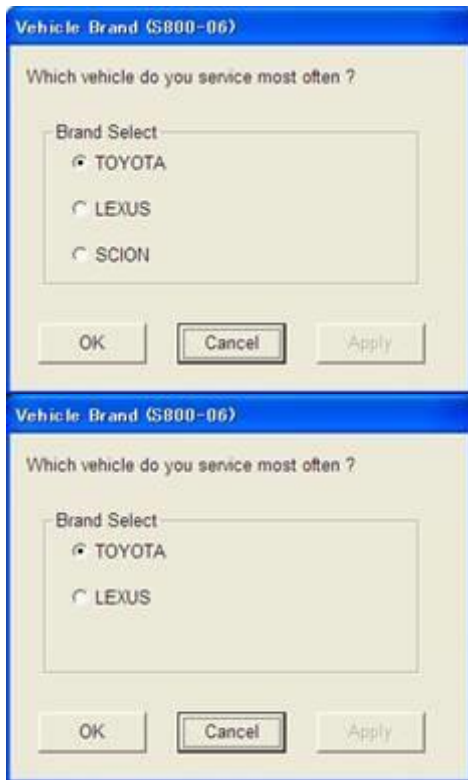 Vehicle Brand (S800-06)
Which vehicle do you service most often ?
Brand Select
TOYOTA
LEXUS
SCION
OK Cancel Apply
Vehicle Brand (S800-06)
Which vehicle do you service most often ?
Brand Select
TOYOTA
LEXUS
OK Cancel Apply